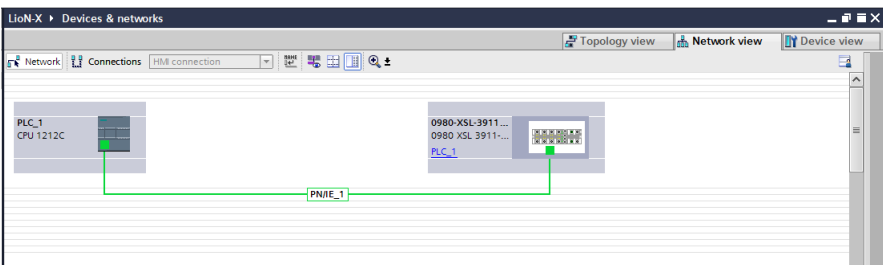 LioN-X ▸ Devices & networks
Topology view
Network view
Device view
Network
Connections
HMI connection
PLC_1
CPU 1212C
0980-XSL-3911...
0980 XSL 3911-...
PLC_1
PN/IE_1